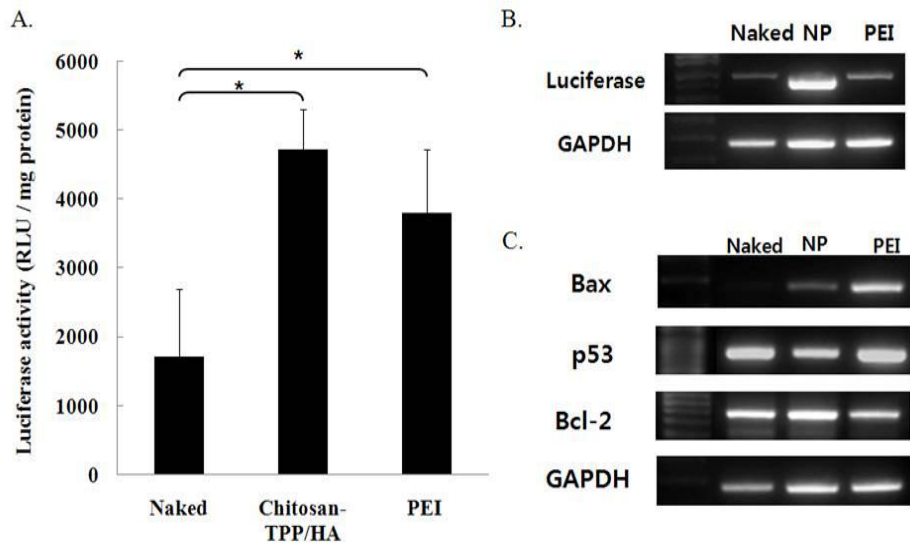 A.
Luciferase activity (RLU / mg protein)
6000
5000
4000
3000
2000
1000
0
*
*
Naked
Chitosan-
TPP/HA
PEI
B.
Naked NP PEI
Luciferase
GAPDH
C.
Naked NP PEI
Bax
p53
Bcl-2
GAPDH